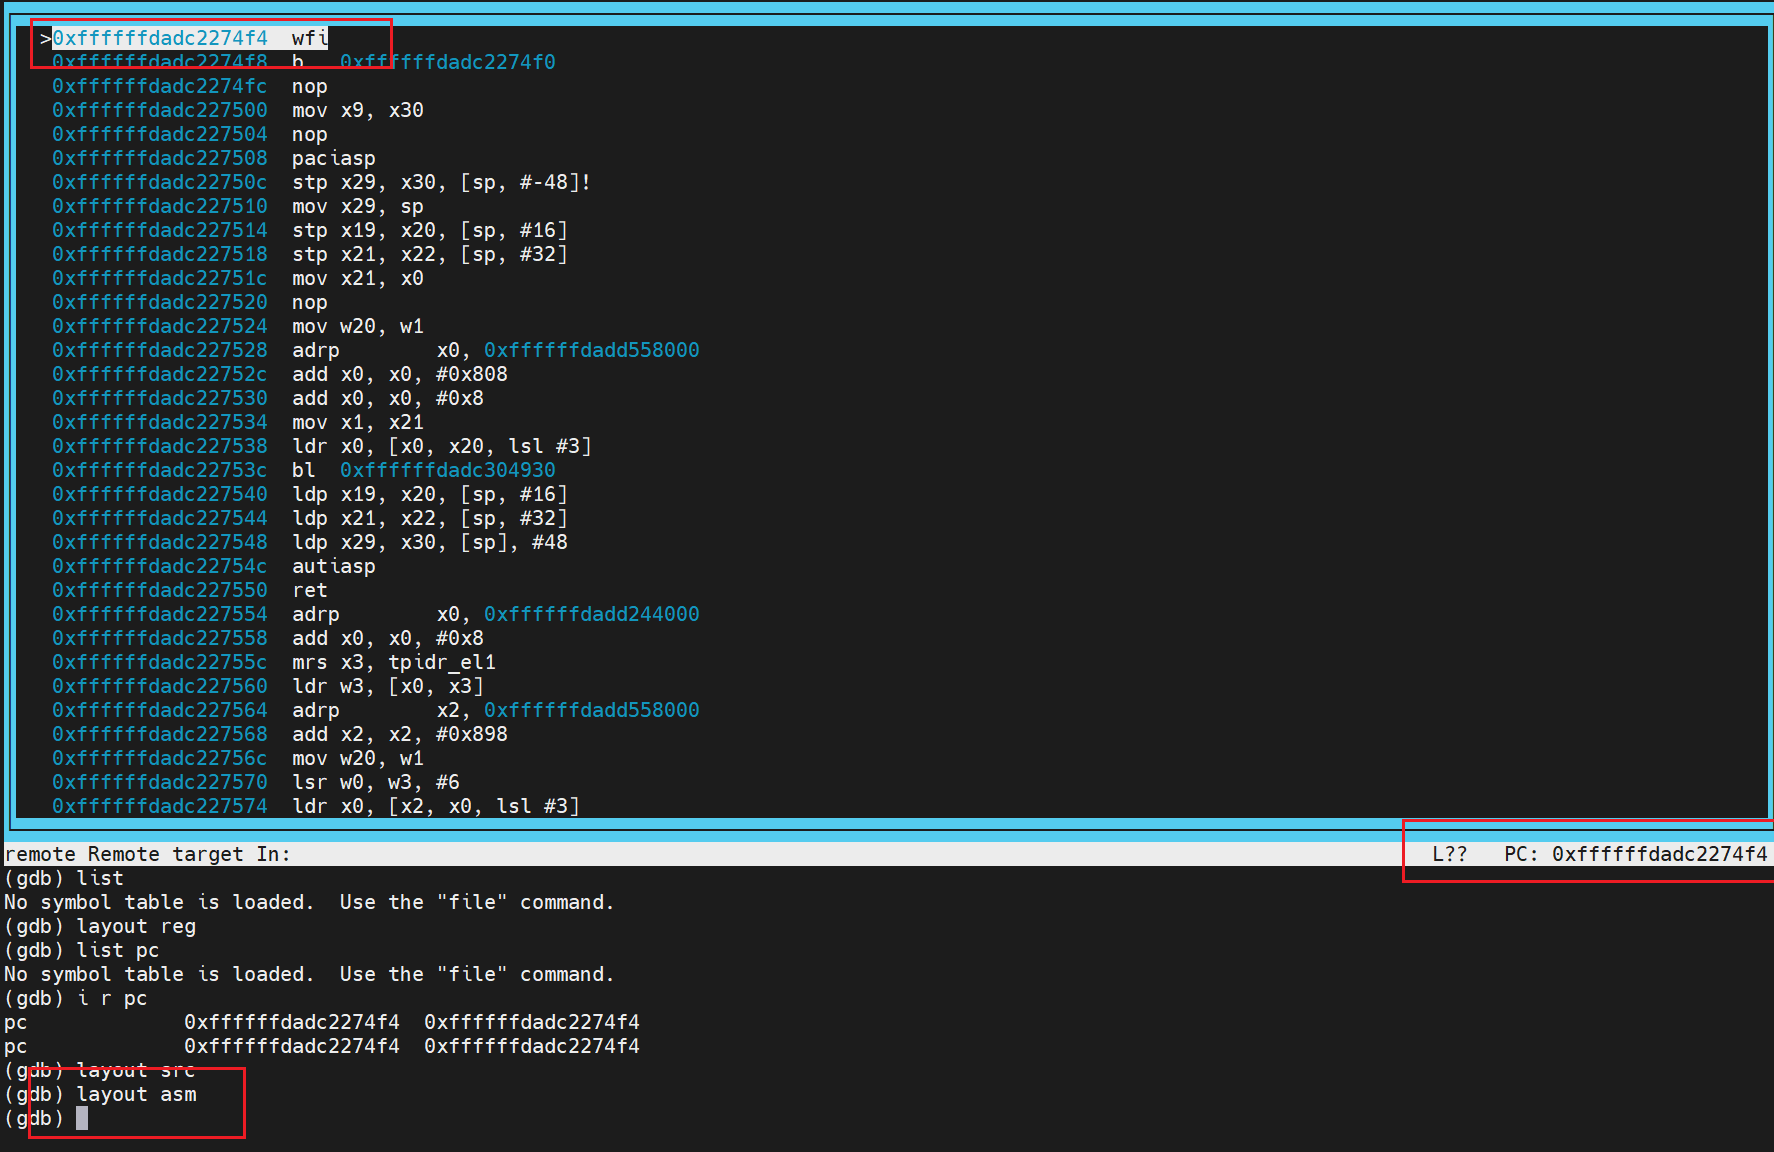 >0xffffffdadc2274f4  wfi
0xffffffdadc2274f8  b   0xffffffdadc2274f0
0xffffffdadc2274fc  nop
0xffffffdadc227500  mov x9, x30
0xffffffdadc227504  nop
0xffffffdadc227508  paciasp
0xffffffdadc22750c  stp x29, x30, [sp, #-48]!
0xffffffdadc227510  mov x29, sp
0xffffffdadc227514  stp x19, x20, [sp, #16]
0xffffffdadc227518  stp x21, x22, [sp, #32]
0xffffffdadc22751c  mov x21, x0
0xffffffdadc227520  nop
0xffffffdadc227524  mov w20, w1
0xffffffdadc227528  adrp        x0, 0xffffffdadd558000
0xffffffdadc22752c  add x0, x0, #0x808
0xffffffdadc227530  add x0, x0, #0x8
0xffffffdadc227534  mov x1, x21
0xffffffdadc227538  ldr x0, [x0, x20, lsl #3]
0xffffffdadc22753c  bl  0xffffffdadc304930
0xffffffdadc227540  ldp x19, x20, [sp, #16]
0xffffffdadc227544  ldp x21, x22, [sp, #32]
0xffffffdadc227548  ldp x29, x30, [sp], #48
0xffffffdadc22754c  autiasp
0xffffffdadc227550  ret
0xffffffdadc227554  adrp        x0, 0xffffffdadd244000
0xffffffdadc227558  add x0, x0, #0x8
0xffffffdadc22755c  mrs x3, tpidr_el1
0xffffffdadc227560  ldr w3, [x0, x3]
0xffffffdadc227564  adrp        x2, 0xffffffdadd558000
0xffffffdadc227568  add x2, x2, #0x898
0xffffffdadc22756c  mov w20, w1
0xffffffdadc227570  lsr w0, w3, #6
0xffffffdadc227574  ldr x0, [x2, x0, lsl #3]
remote Remote target In:    L??   PC: 0xffffffdadc2274f4
(gdb) list
No symbol table is loaded.  Use the "file" command.
(gdb) layout reg
(gdb) list pc
No symbol table is loaded.  Use the "file" command.
(gdb) i r pc
pc             0xffffffdadc2274f4  0xffffffdadc2274f4
pc             0xffffffdadc2274f4  0xffffffdadc2274f4
(gdb) layout src
(gdb) layout asm
(gdb)